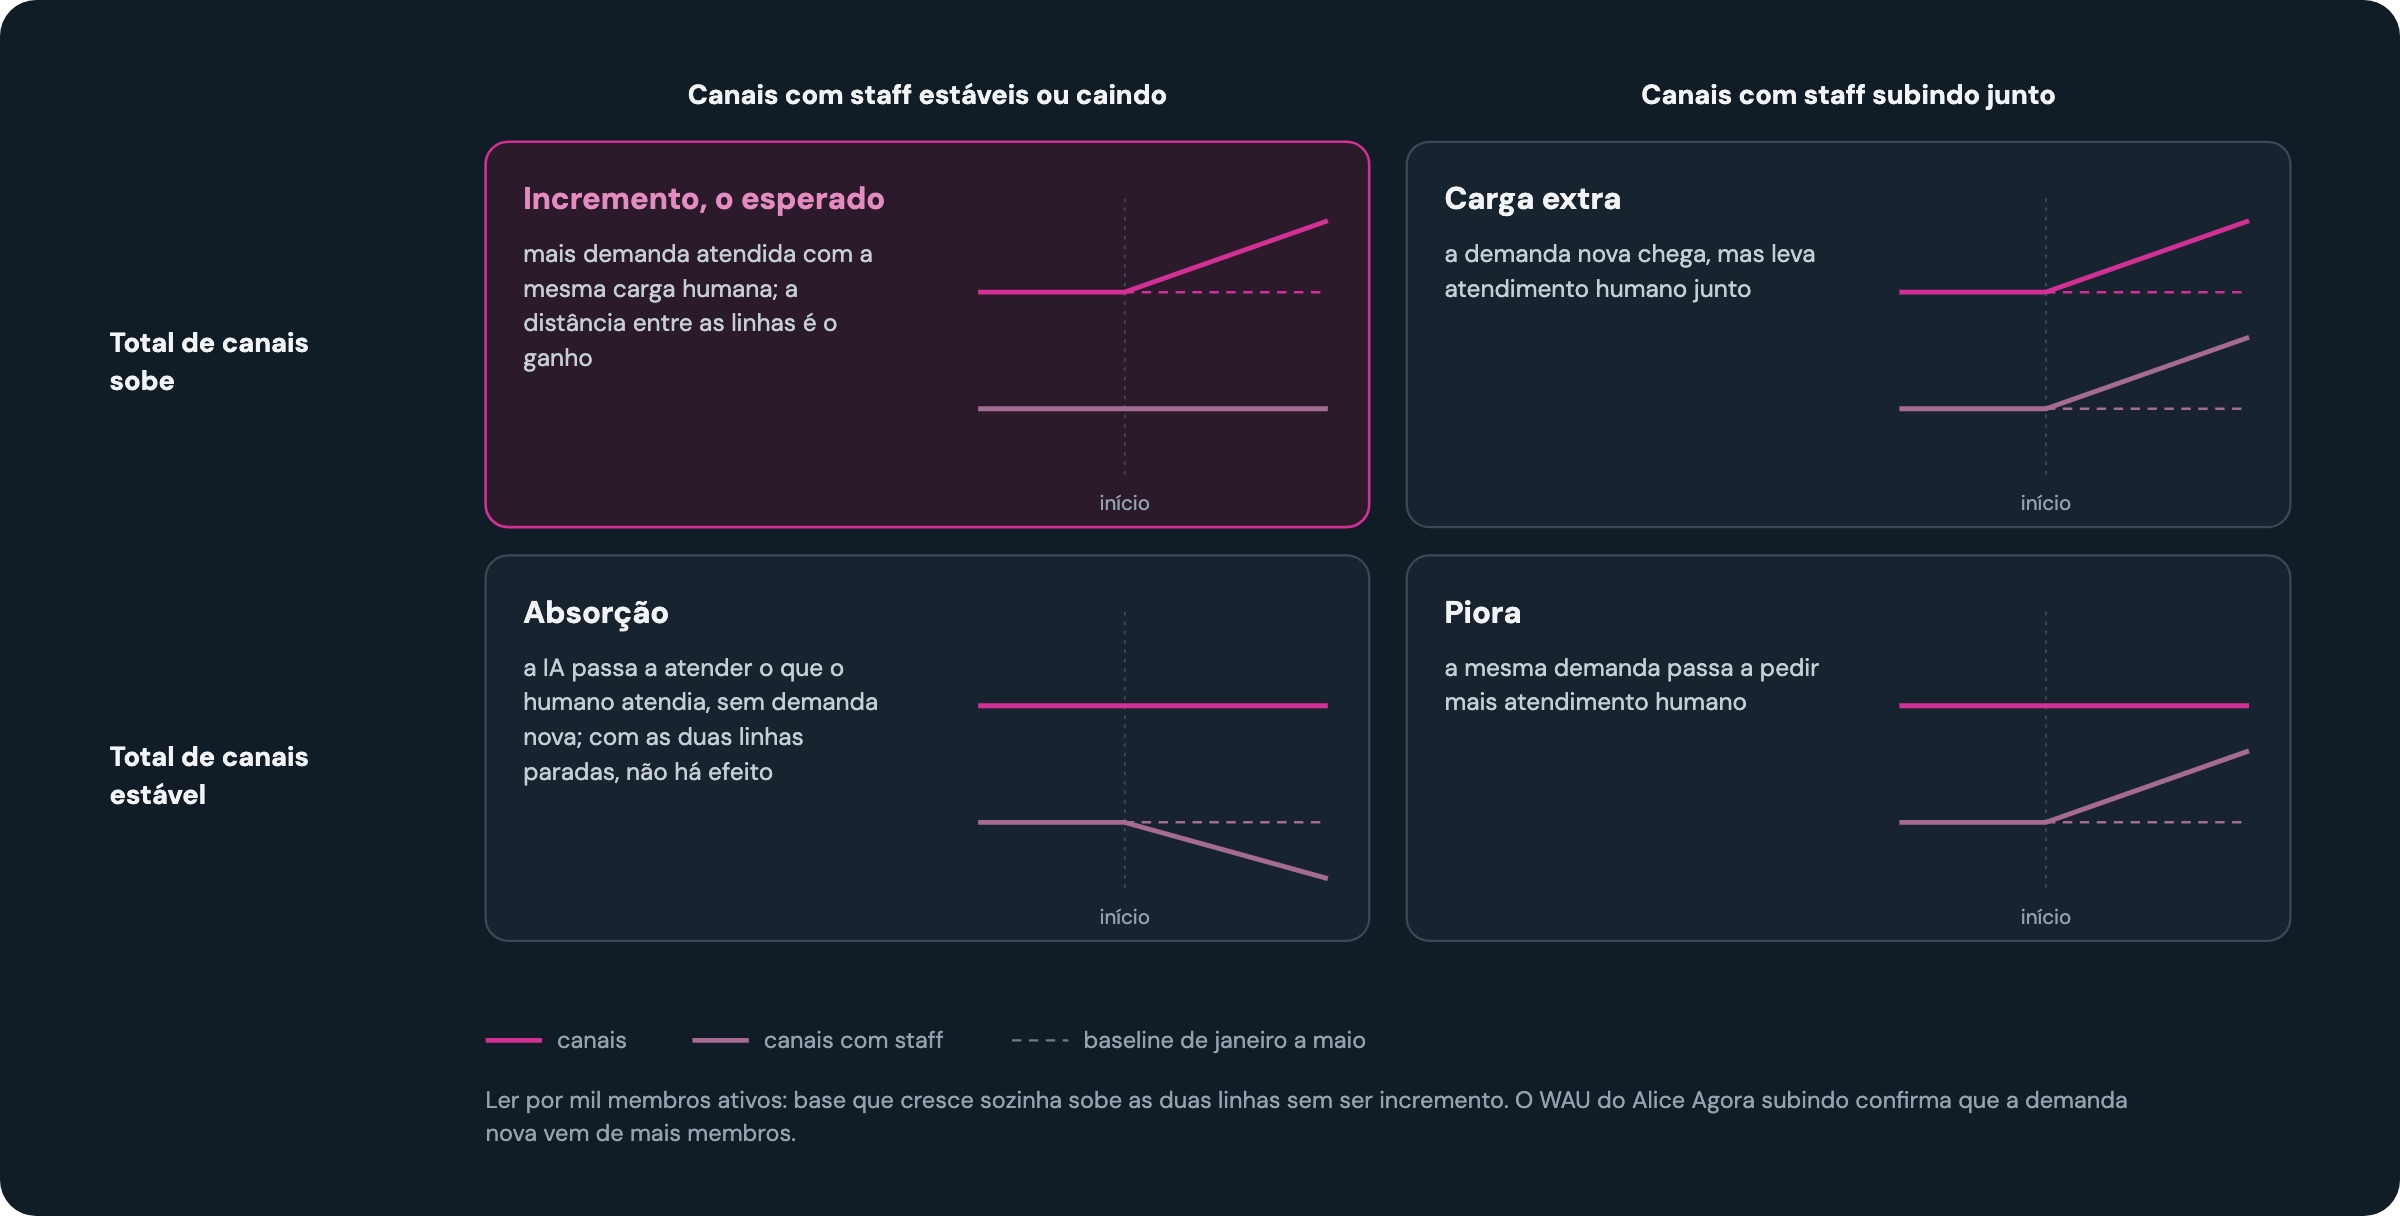 Canais com staff estáveis ou caindo
Canais com staff subindo junto
Total de canais
sobe
Incremento, o esperado
mais demanda atendida com a
mesma carga humana; a
distância entre as linhas é o
ganho
início
Carga extra
a demanda nova chega, mas leva
atendimento humano junto
início
Total de canais
estável
Absorção
a IA passa a atender o que o
humano atendia, sem demanda
nova; com as duas linhas
paradas, não há efeito
início
Piora
a mesma demanda passa a pedir
mais atendimento humano
início
canais
canais com staff
baseline de janeiro a maio
Ler por mil membros ativos: base que cresce sozinha sobe as duas linhas sem ser incremento. O WAU do Alice Agora subindo confirma que a demanda
nova vem de mais membros.